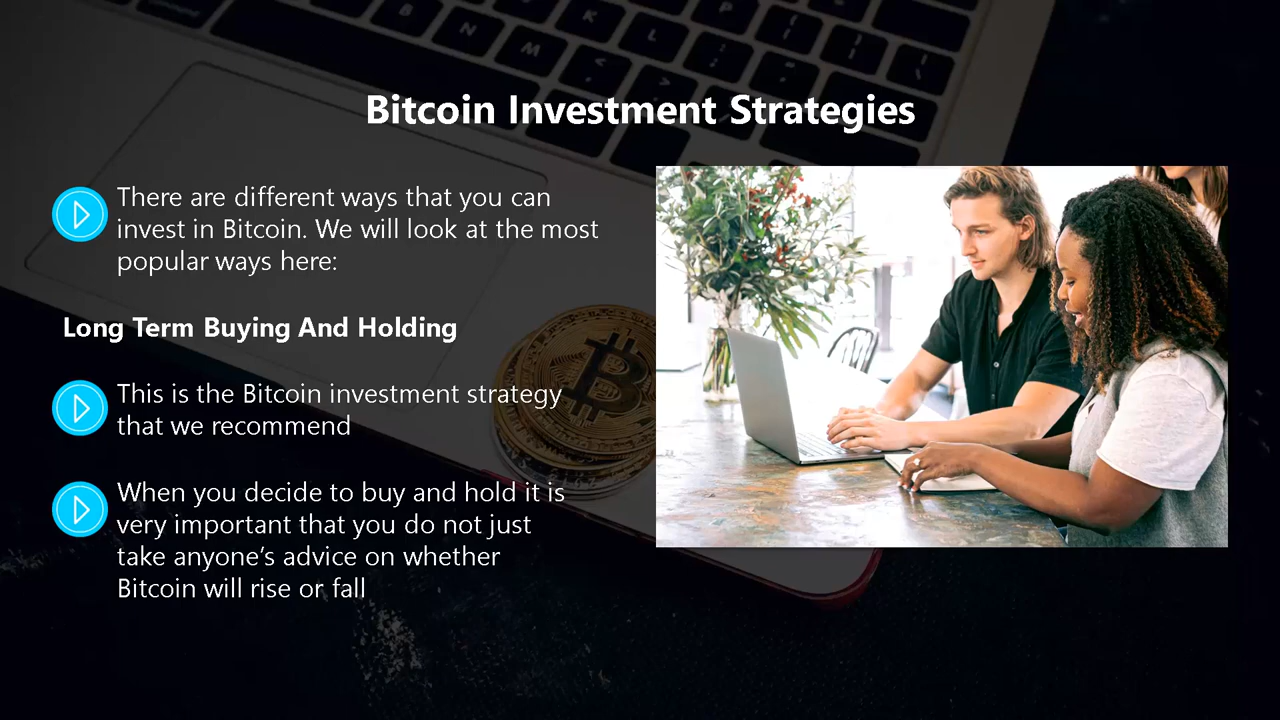 Bitcoin Investment Strategies
There are different ways that you can
invest in Bitcoin. We will look at the most
popular ways here:
Long Term Buying And Holding
This is the Bitcoin investment strategy
that we recommend
When you decide to buy and hold it is
very important that you do not just
take anyone's advice on whether
Bitcoin will rise or fall